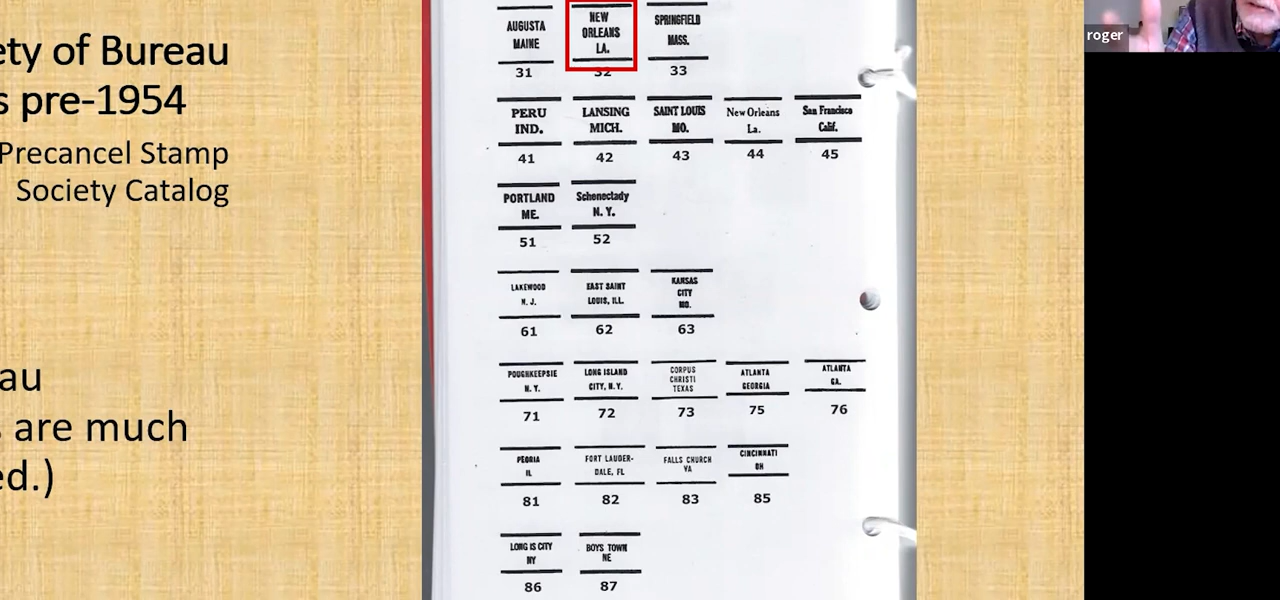 ety of Bureau
s pre-1954
Precancel Stamp
Society Catalog
au
s are much
ed.)
AUGUSTA
MAINE
31
NEW
ORLEANS
LA.
32
SPRINGFIELD
MASS.
33
PERU
IND.
41
LANSING
MICH.
42
SAINT LOUIS
MO.
43
New Orleans
La.
44
San Francisco
Calif.
45
PORTLAND
ME.
51
Schenectady
N. Y.
52
LAKEWOOD
N. J.
61
EAST SAINT
LOUIS, ILL.
62
KANSAS
CITY
MO.
63
POUGHKEEPSIE
N. Y.
71
LONG ISLAND
CITY, N. Y.
72
CORPUS
CHRISTI
TEXAS
73
ATLANTA
GEORGIA
75
ATLANTA
GA.
76
PEORIA
IL
81
FORT LAUDER-
DALE, FL
82
FALLS CHURCH
VA
83
CINCINNATI
OH
85
LONG IS CITY
NY
86
BOYS TOWN
NE
87
roger